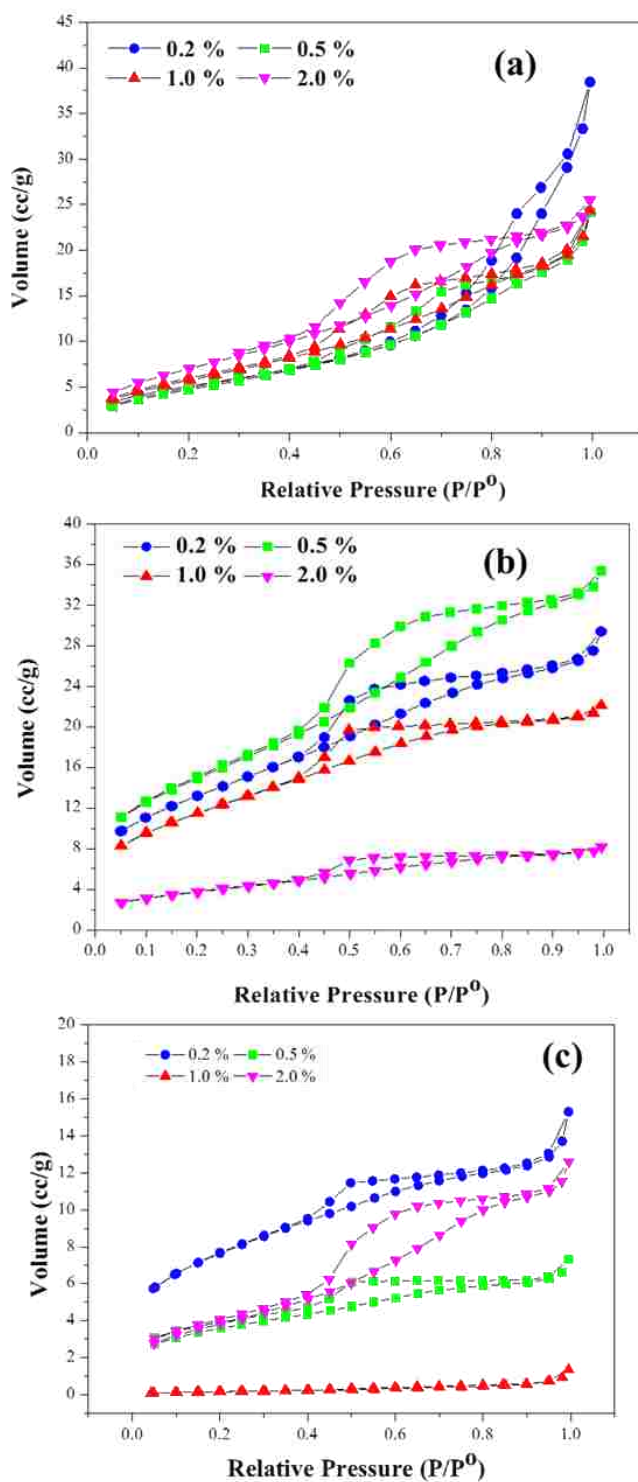 0.2 % 0.5 %
1.0 % 2.0 %
(a)
45
40
35
30
25
20
15
10
5
0
Volume (cc/g)
0.0 0.2 0.4 0.6 0.8 1.0
Relative Pressure (P/P⁰)
0.2 % 0.5 %
1.0 % 2.0 %
(b)
36
32
28
24
20
16
12
8
4
0
Volume (cc/g)
0.0 0.1 0.2 0.3 0.4 0.5 0.6 0.7 0.8 0.9 1.0
Relative Pressure (P/P⁰)
0.2 % 0.5 %
1.0 % 2.0 %
(c)
20
18
16
14
12
10
8
6
4
2
0
Volume (cc/g)
0.0 0.2 0.4 0.6 0.8 1.0
Relative Pressure (P/P⁰)